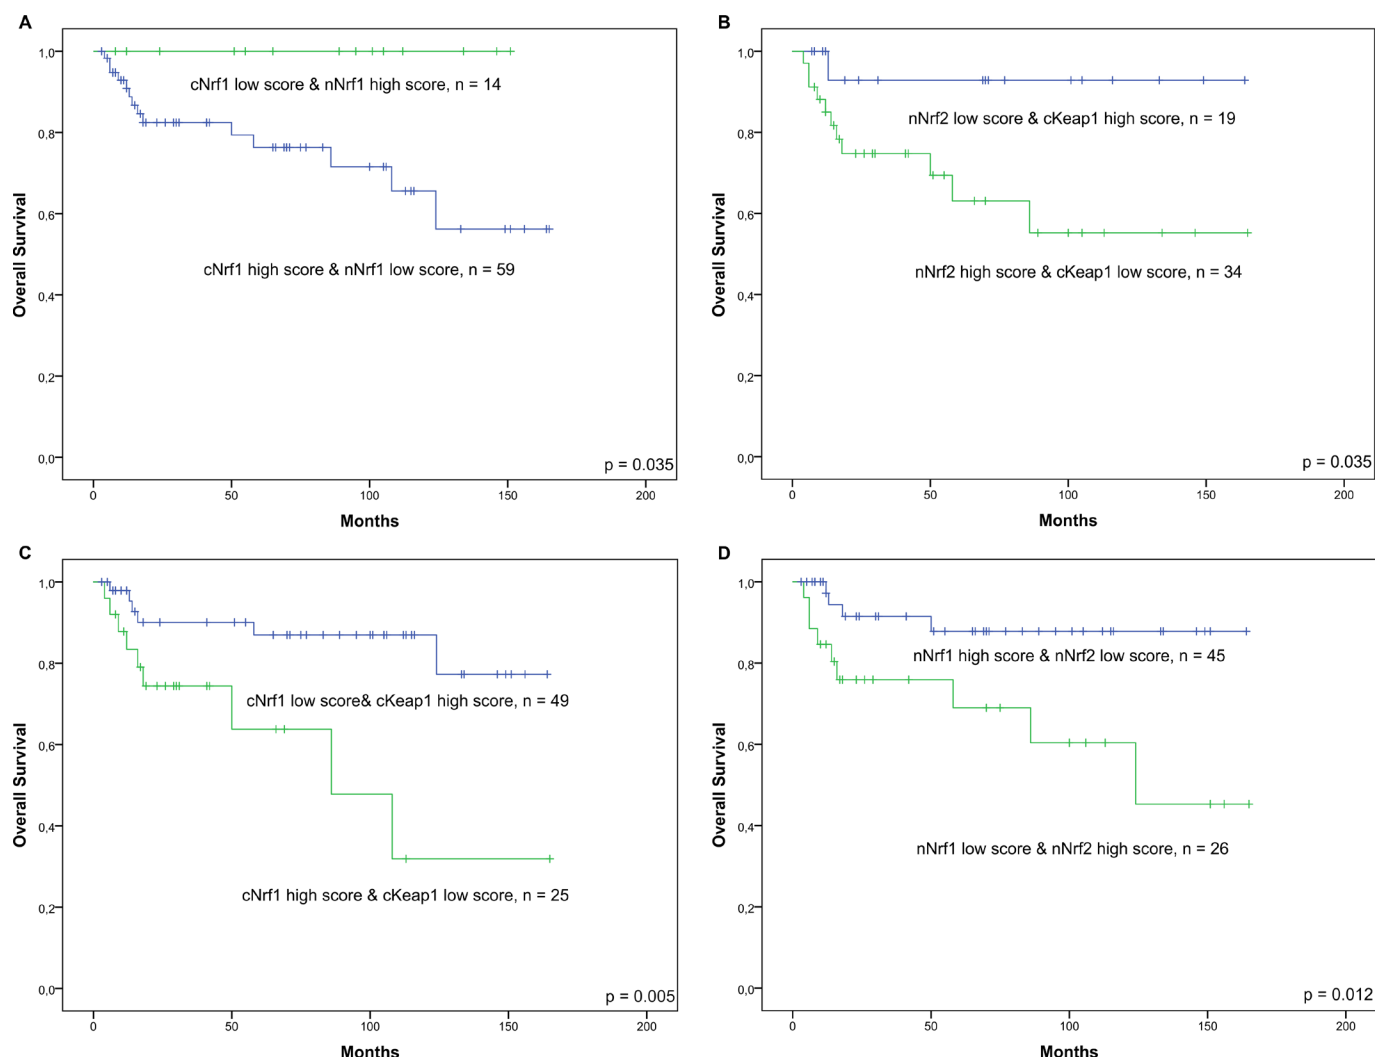 A
Overall Survival
1,0
0,8
0,6
0,4
0,2
0,0
cNrf1 low score & nNrf1 high score, n = 14
cNrf1 high score & nNrf1 low score, n = 59
p = 0.035
0 50 100 150 200
Months
B
Overall Survival
1,0
0,8
0,6
0,4
0,2
0,0
nNrf2 low score & cKeap1 high score, n = 19
nNrf2 high score & cKeap1 low score, n = 34
p = 0.035
0 50 100 150 200
Months
C
Overall Survival
1,0
0,8
0,6
0,4
0,2
0,0
cNrf1 low score& cKeap1 high score, n = 49
cNrf1 high score & cKeap1 low score, n = 25
p = 0.005
0 50 100 150 200
Months
D
Overall Survival
1,0
0,8
0,6
0,4
0,2
0,0
nNrf1 high score & nNrf2 low score, n = 45
nNrf1 low score & nNrf2 high score, n = 26
p = 0.012
0 50 100 150 200
Months